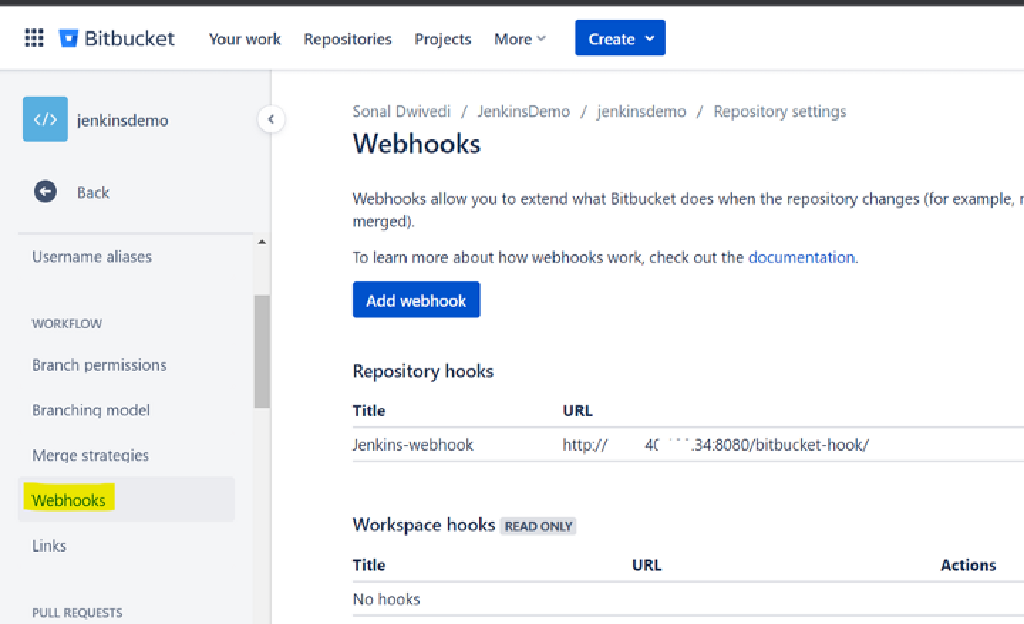 Bitbucket Your work Repositories Projects More Create
</> jenkinsdemo
Back
Username aliases
WORKFLOW
Branch permissions
Branching model
Merge strategies
Webhooks
Links
PULL REQUESTS
Sonal Dwivedi / JenkinsDemo / jenkinsdemo / Repository settings
Webhooks
Webhooks allow you to extend what Bitbucket does when the repository changes (for example,
merged).
To learn more about how webhooks work, check out the documentation.
Add webhook
Repository hooks
Title URL
Jenkins-webhook http:// 40 .34:8080/bitbucket-hook/
Workspace hooks READ ONLY
Title URL Actions
No hooks